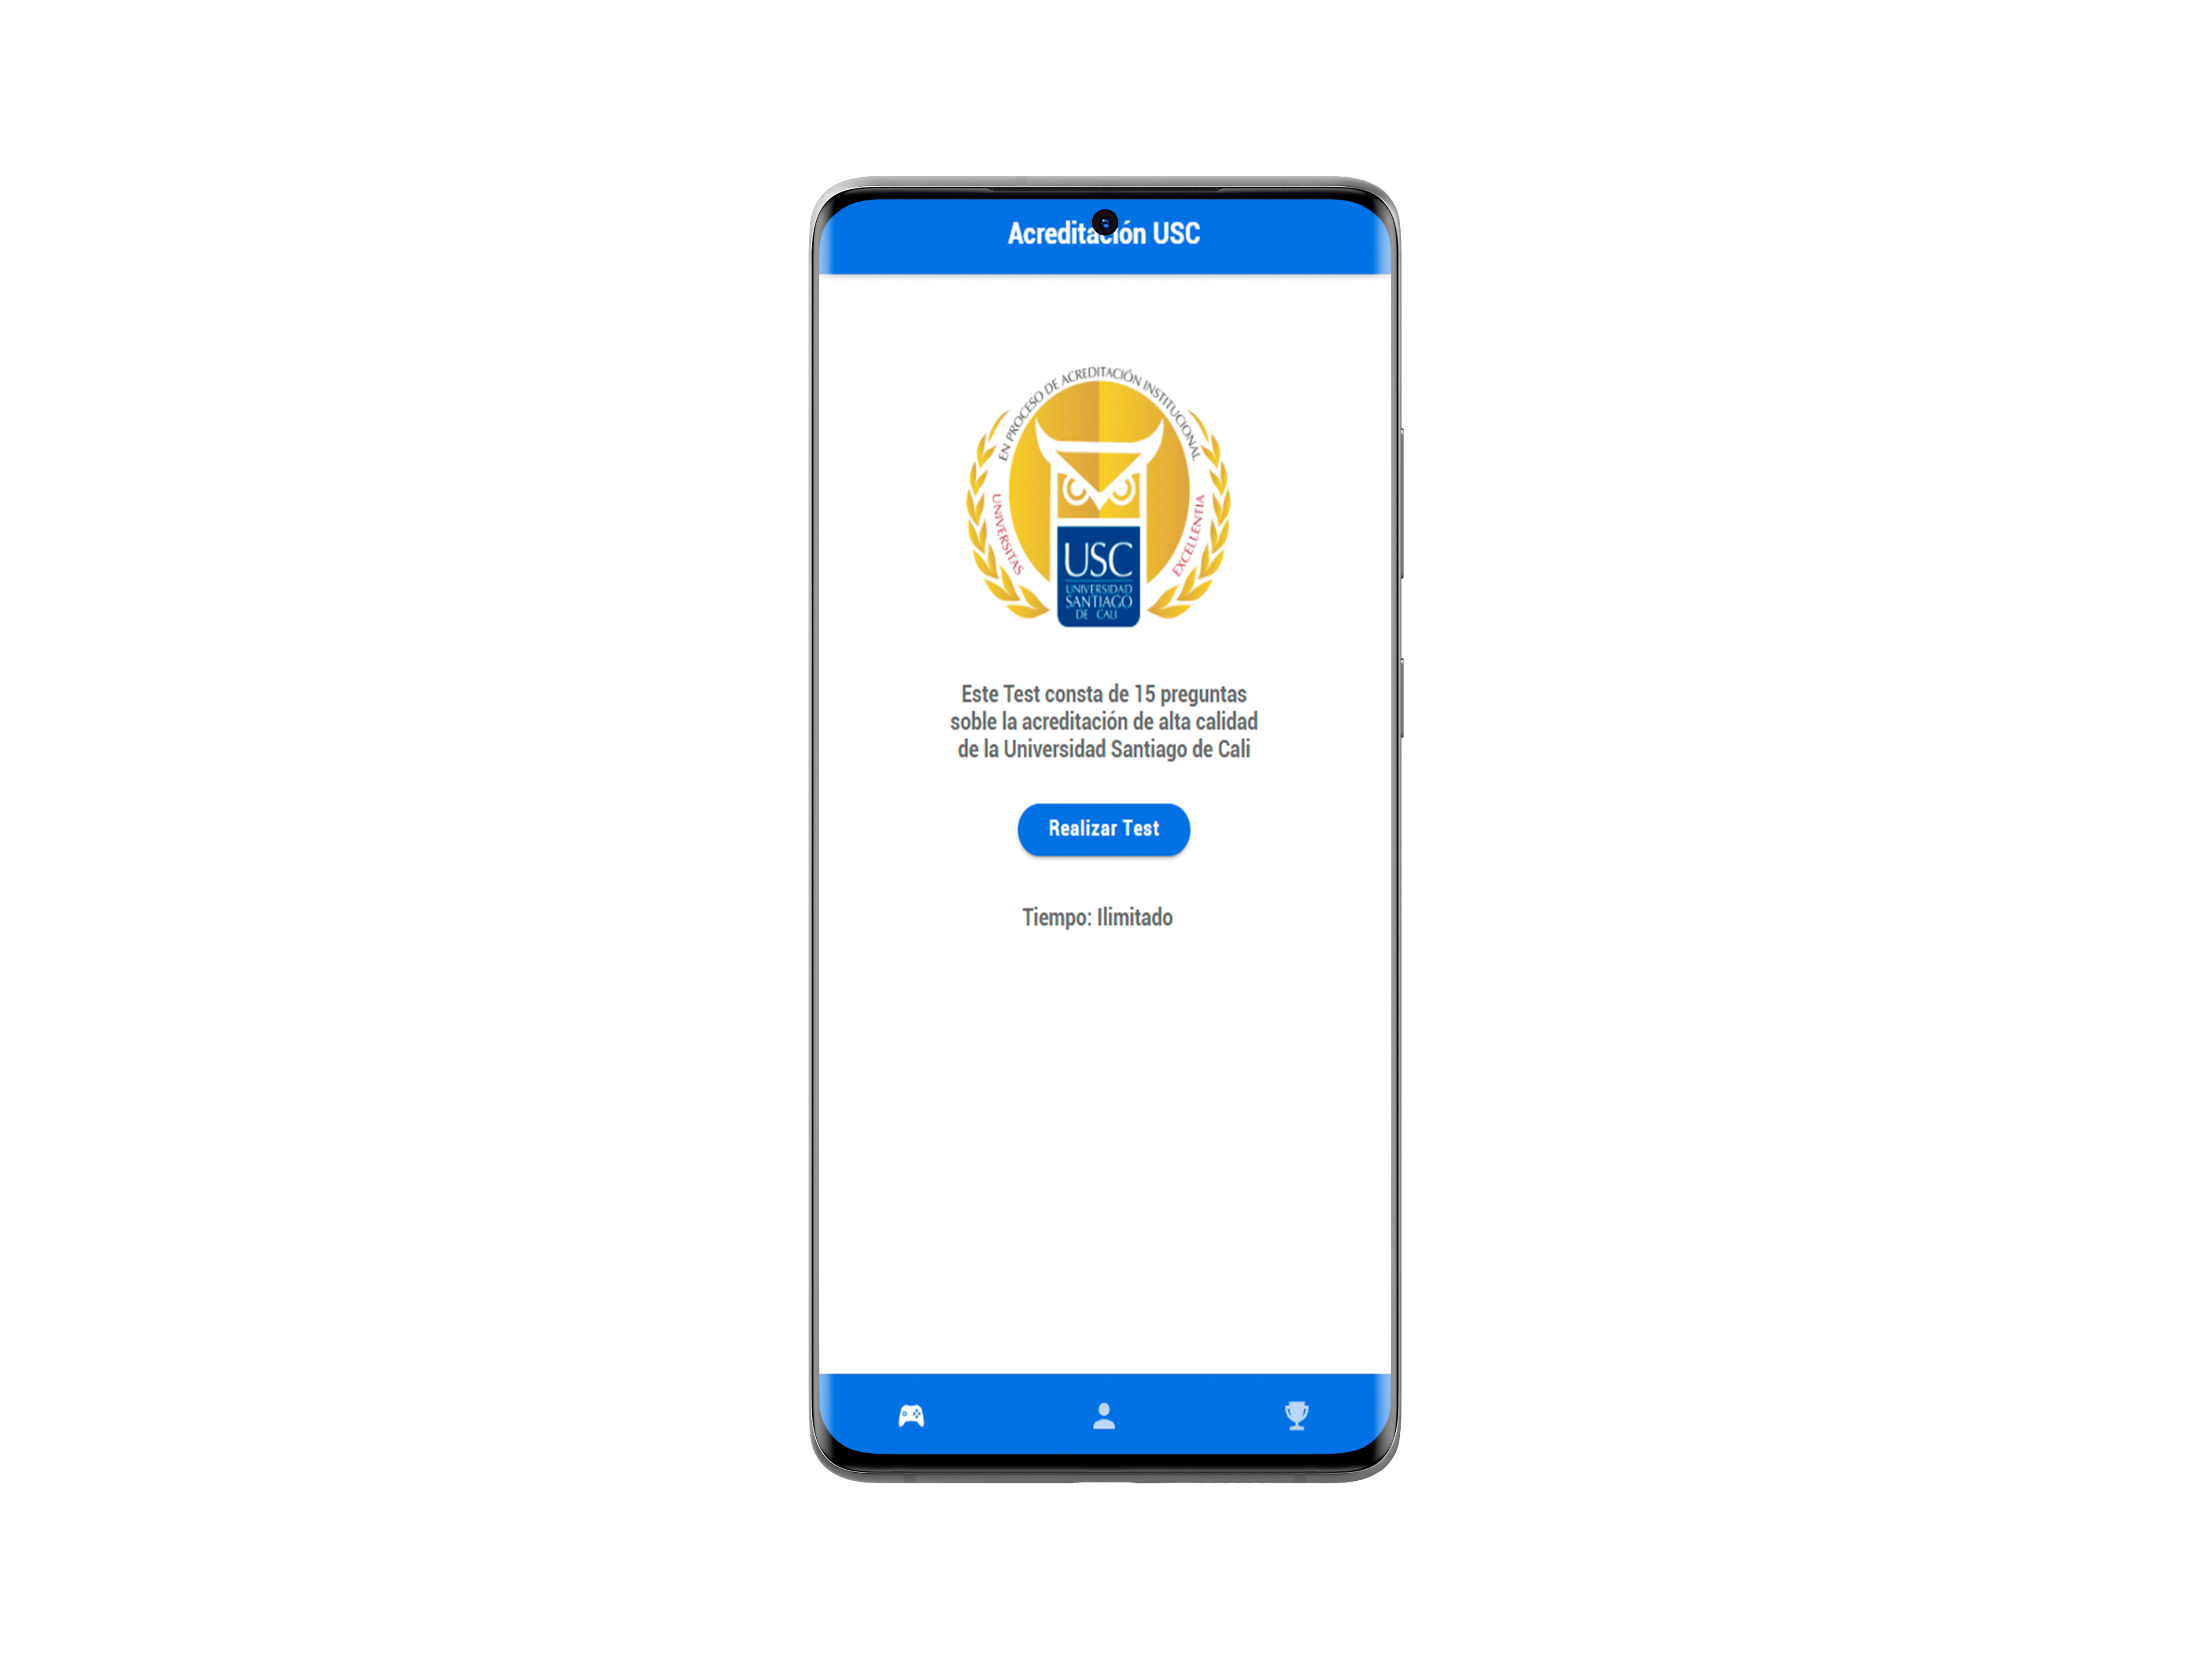 Acreditación USC
EN PROCESO DE ACREDITACIÓN INSTITUCIONAL
UNIVERSITAS
EXCELLENTIA
USC
UNIVERSIDAD
SANTIAGO
DE CALI
Este Test consta de 15 preguntas
soble la acreditación de alta calidad
de la Universidad Santiago de Cali
Realizar Test
Tiempo: Ilimitado